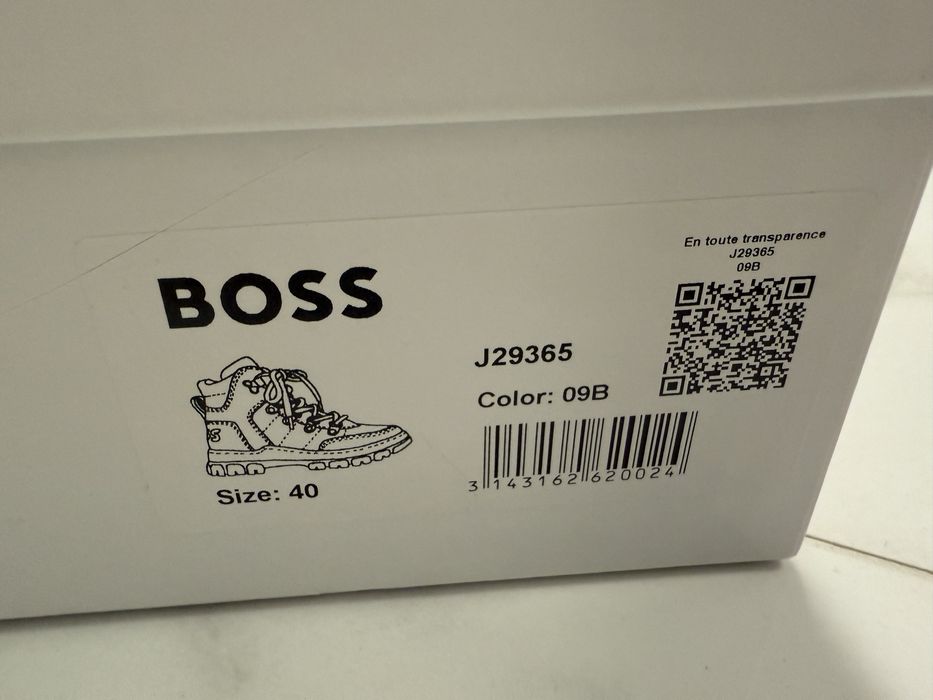 En toute transparence
J29365
09B
BOSS
J29365
Color: 09B
Size: 40
3 143162 620024